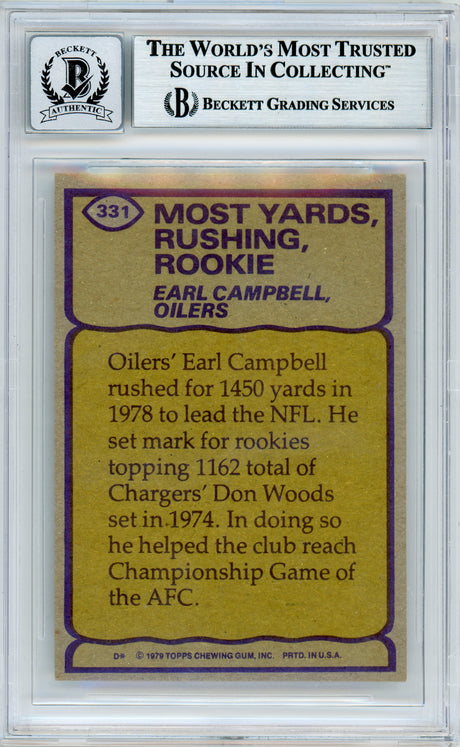 BECKETT
B
AUTHENTIC
THE WORLD'S MOST TRUSTED
SOURCE IN COLLECTING™
B BECKETT GRADING SERVICES
331
MOST YARDS,
RUSHING,
ROOKIE
EARL CAMPBELL,
OILERS
Oilers' Earl Campbell
rushed for 1450 yards in
1978 to lead the NFL. He
set mark for rookies
topping 1162 total of
Chargers' Don Woods
set in 1974. In doing so
he helped the club reach
Championship Game of
the AFC.
D* © 1979 TOPPS CHEWING GUM, INC. PRTD. IN U.S.A.